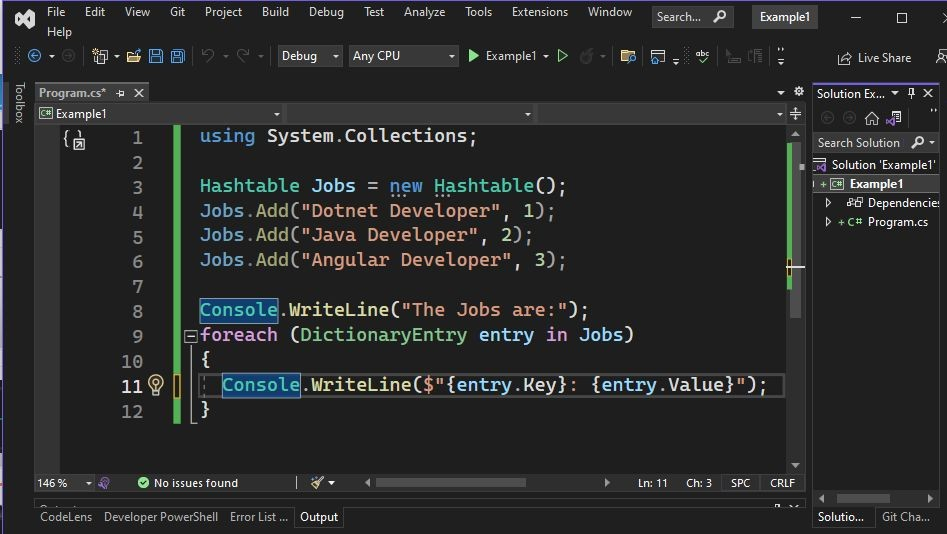 File Edit View Git Project Build Debug Test Analyze Tools Extensions Window Search... Example1
Help
Debug Any CPU Example1 Live Share
Toolbox
Program.cs*
Example1
1 using System.Collections;
2
3 Hashtable Jobs = new Hashtable();
4 Jobs.Add("Dotnet Developer", 1);
5 Jobs.Add("Java Developer", 2);
6 Jobs.Add("Angular Developer", 3);
7
8 Console.WriteLine("The Jobs are:");
9 foreach (DictionaryEntry entry in Jobs)
10 {
11 Console.WriteLine($"{entry.Key}: {entry.Value}");
12 }
146 % No issues found Ln: 11 Ch: 3 SPC CRLF
CodeLens Developer PowerShell Error List ... Output
Solution Ex...
Search Solution
Solution 'Example1'
C# Example1
Dependencies
C# Program.cs
Solutio... Git Cha...